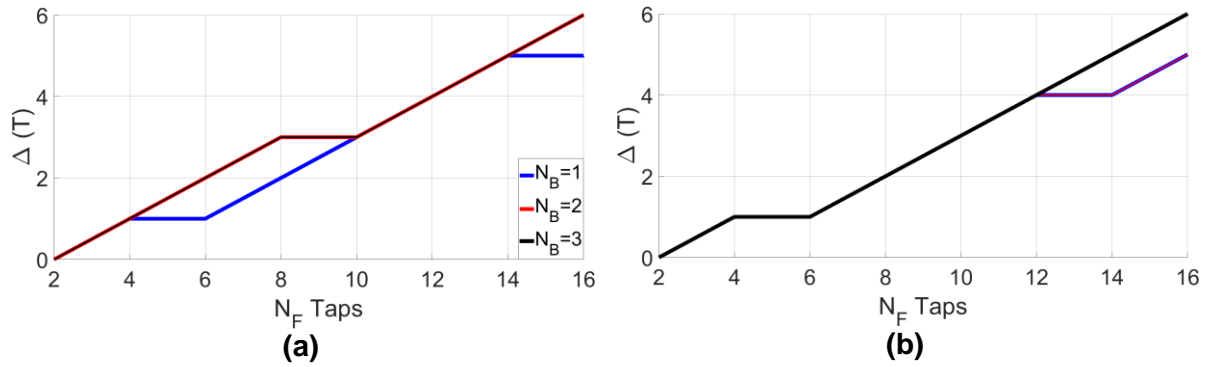 6
4
2
0
Δ (T)
2 4 6 8 10 12 14 16
N_F Taps
N_B=1
N_B=2
N_B=3
(a)
6
4
2
0
Δ (T)
2 4 6 8 10 12 14 16
N_F Taps
(b)